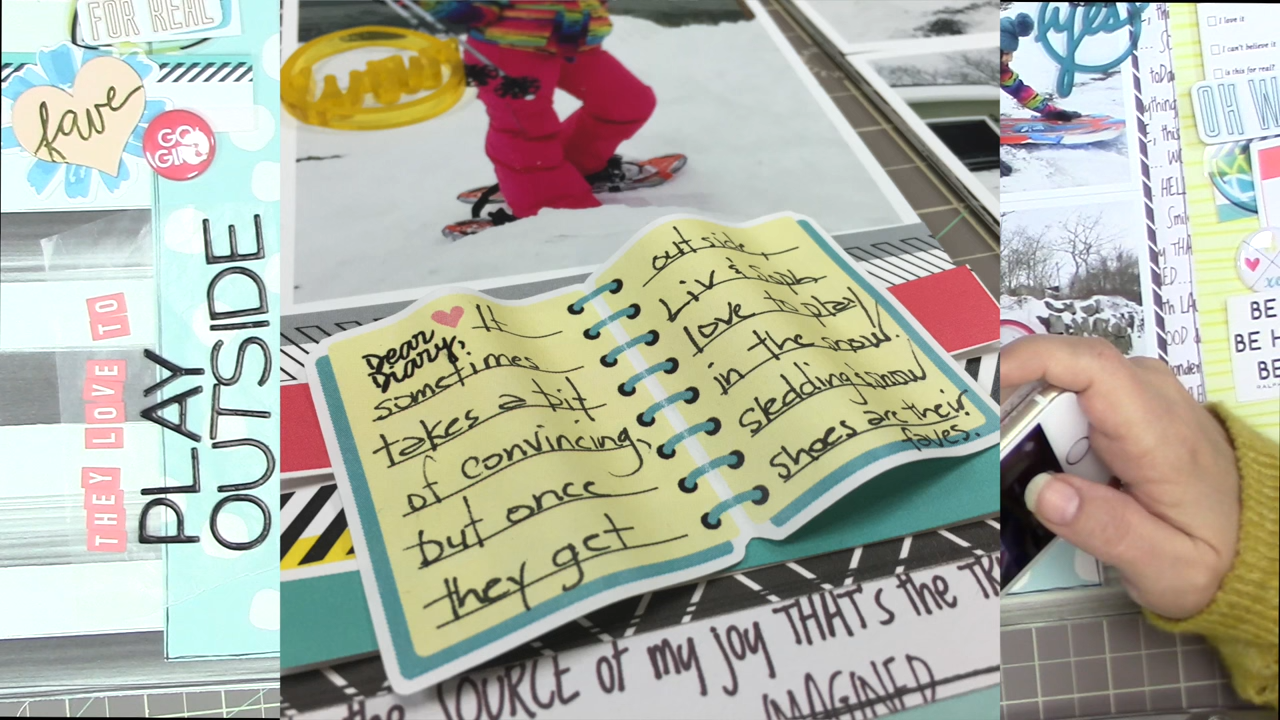 FOR REAL
fave
GO
GIRL
THEY LOVE TO
PLAY
OUTSIDE
wow
Dear
Diary, It
sometimes
takes a bit
of convincing,
but once
they get
outside,
Liv &
love to play
in the snow!
sledding & snow
shoes are their
faves.
the SOURCE of my joy THAT's the
IMAGINED
yes!
I love it
I can't believe it
Is this for real?
OH
BE
BE
BE